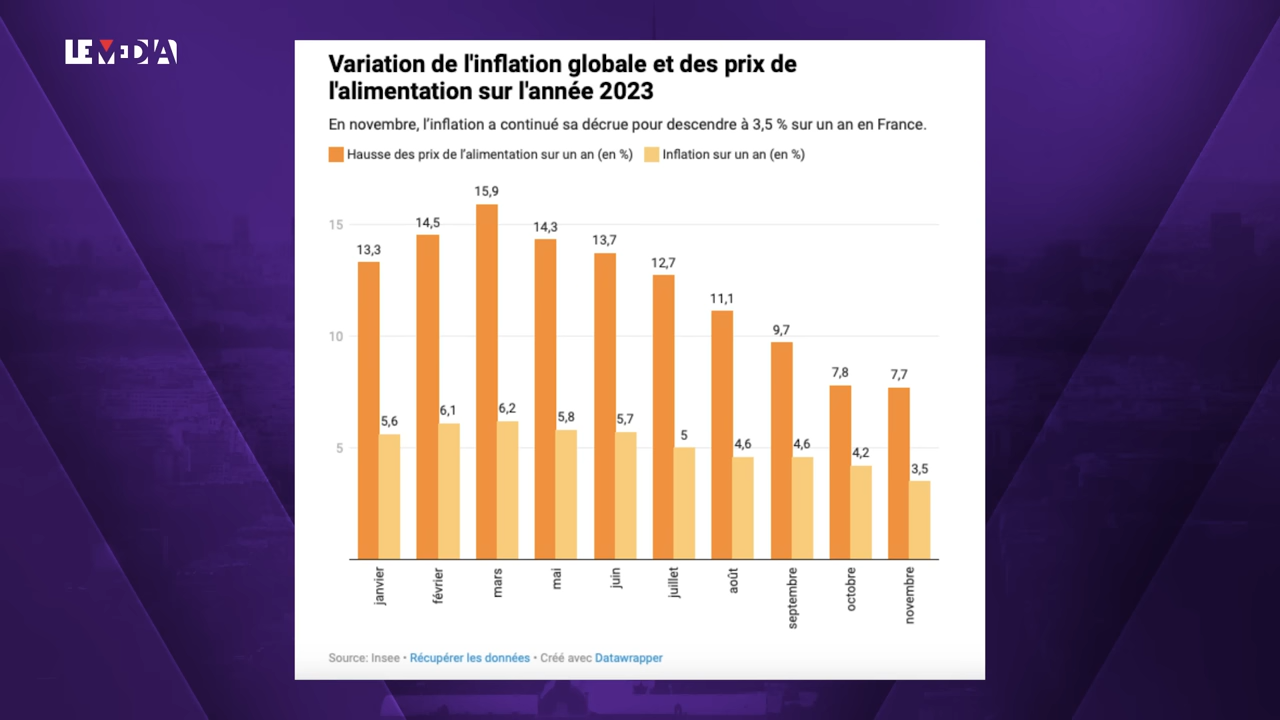 LE MEDIA
Variation de l'inflation globale et des prix de
l'alimentation sur l'année 2023
En novembre, l'inflation a continué sa décrue pour descendre à 3,5 % sur un an en France.
Hausse des prix de l'alimentation sur un an (en %) Inflation sur un an (en %)
15
10
5
13,3
5,6
14,5
6,1
15,9
6,2
14,3
5,8
13,7
5,7
12,7
5
11,1
4,6
9,7
4,6
7,8
4,2
7,7
3,5
janvier
février
mars
mai
juin
juillet
août
septembre
octobre
novembre
Source: Insee • Récupérer les données • Créé avec Datawrapper